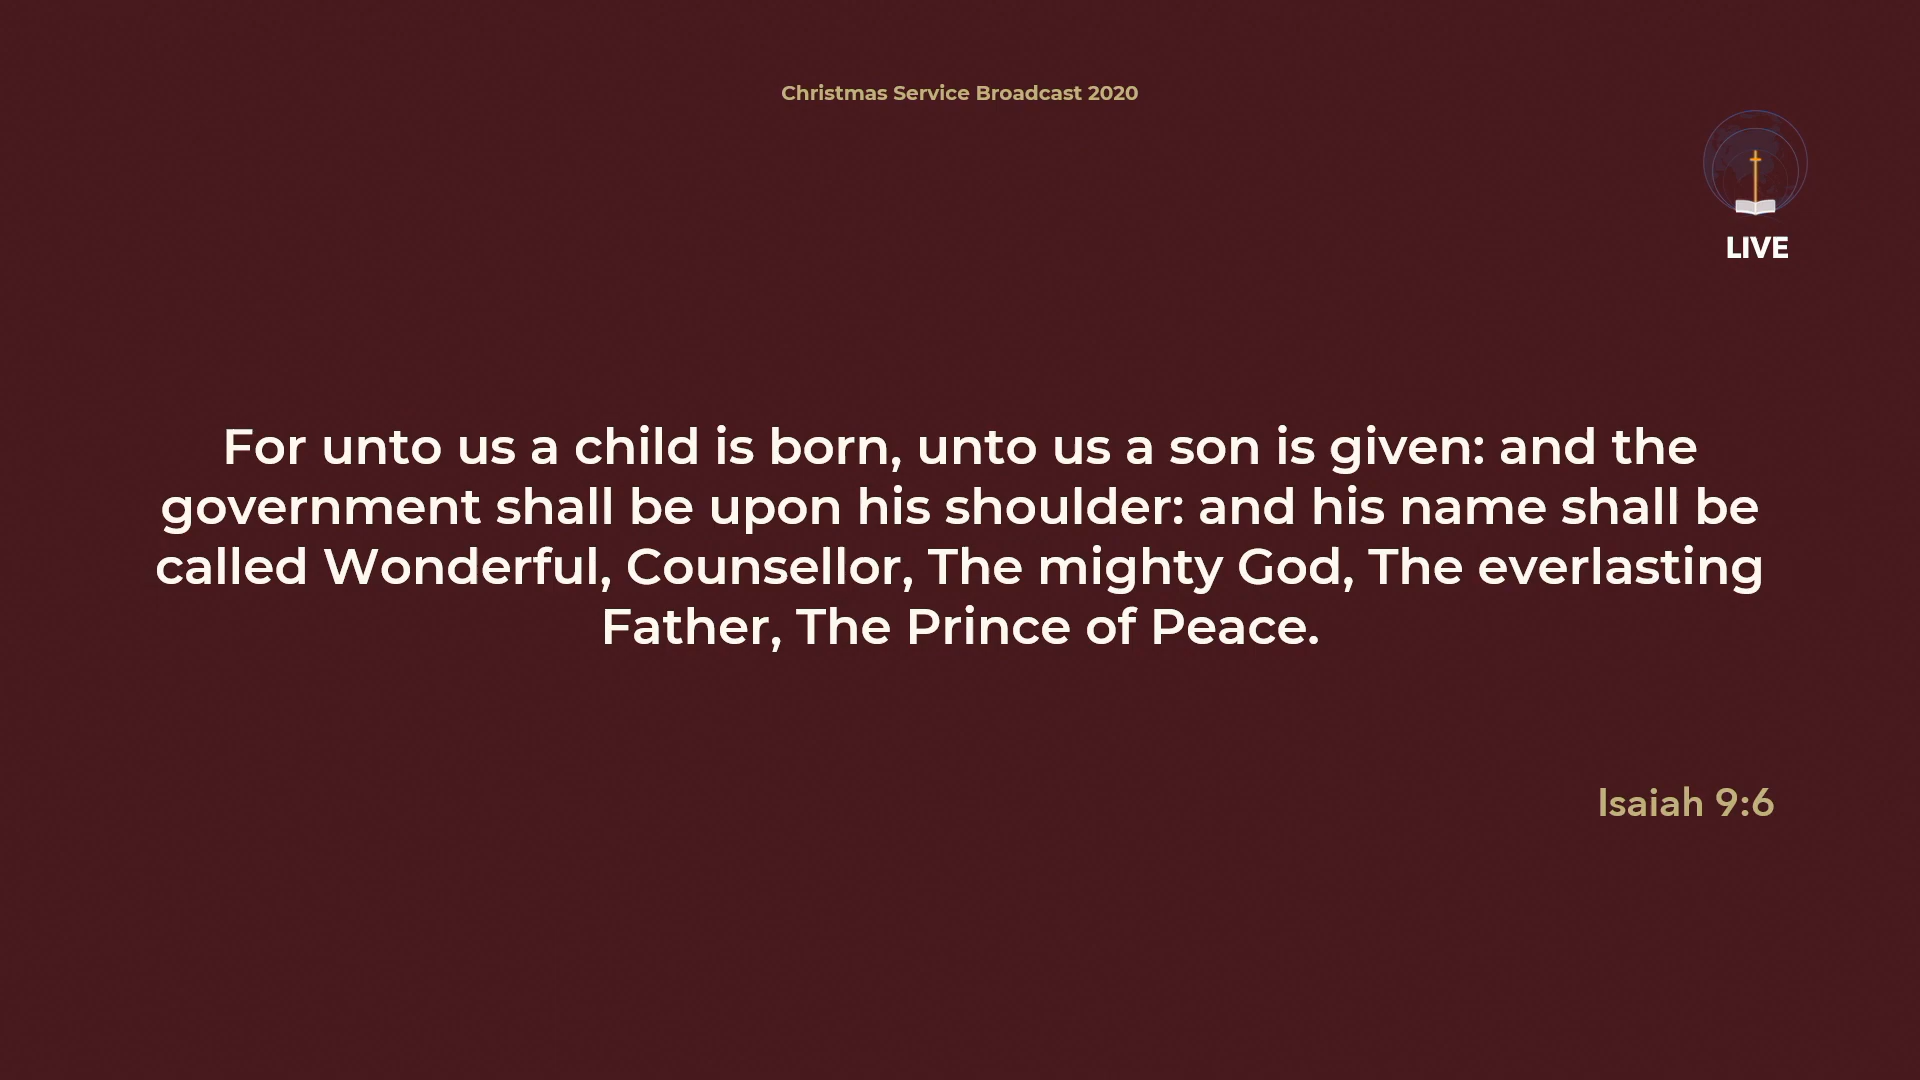 Christmas Service Broadcast 2020
LIVE
For unto us a child is born, unto us a son is given: and the
government shall be upon his shoulder: and his name shall be
called Wonderful, Counsellor, The mighty God, The everlasting
Father, The Prince of Peace.
Isaiah 9:6